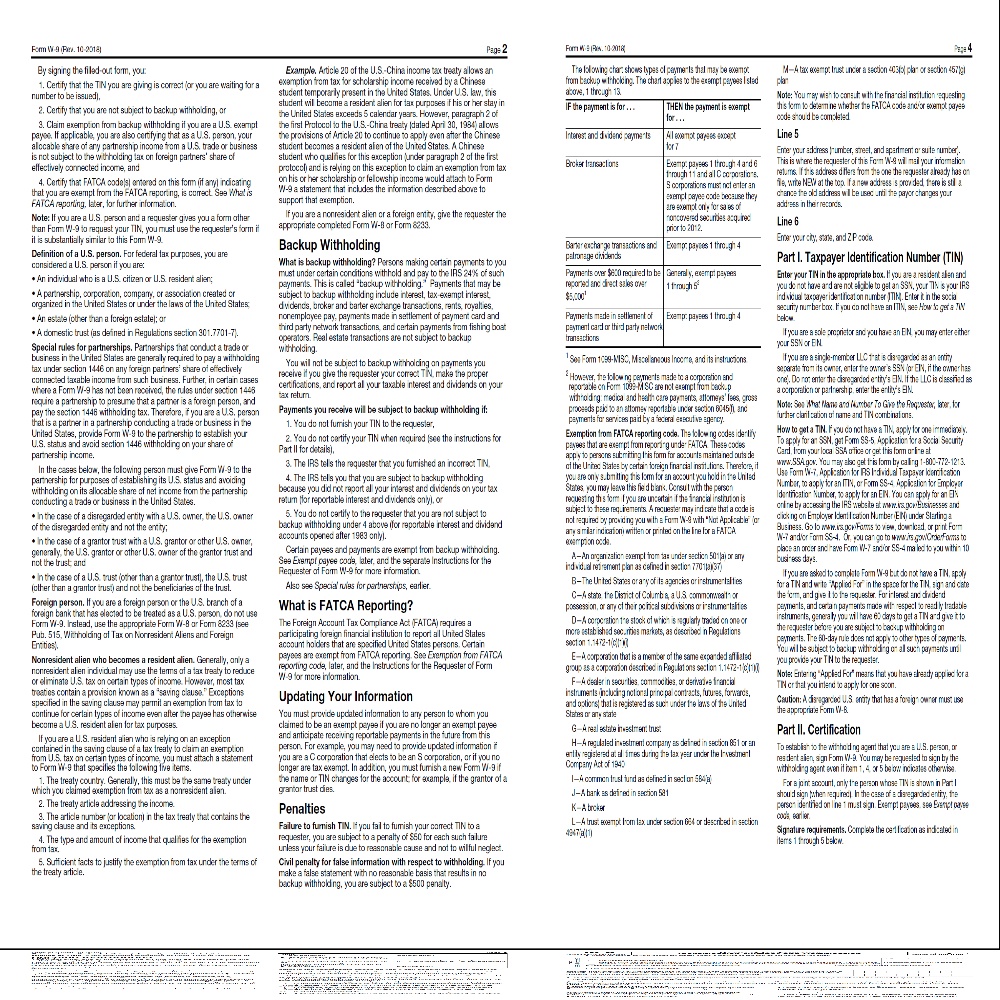 Form W-9 (Rev. 10-2018)
Page 2
By signing the filled-out form, you:
1. Certify that the TIN you are giving is correct (or you are waiting for a
number to be issued),
2. Certify that you are not subject to backup withholding, or
3. Claim exemption from backup withholding if you are a U.S. exempt
payee. If applicable, you are also certifying that as a U.S. person, your
allocable share of any partnership income from a U.S. trade or business
is not subject to the withholding tax on foreign partners' share of
effectively connected income, and
4. Certify that FATCA code(s) entered on this form (if any) indicating
that you are exempt from the FATCA reporting, is correct. See What is
FATCA reporting, later, for further information.
Note: If you are a U.S. person and a requester gives you a form other
than Form W-9 to request your TIN, you must use the requester's form if
it is substantially similar to this Form W-9.
Definition of a U.S. person. For federal tax purposes, you are
considered a U.S. person if you are:
• An individual who is a U.S. citizen or U.S. resident alien;
• A partnership, corporation, company, or association created or
organized in the United States or under the laws of the United States;
• An estate (other than a foreign estate); or
• A domestic trust (as defined in Regulations section 301.7701-7).
Special rules for partnerships. Partnerships that conduct a trade or
business in the United States are generally required to pay a withholding
tax under section 1446 on any foreign partners' share of effectively
connected taxable income from such business. Further, in certain cases
where a Form W-9 has not been received, the rules under section 1446
require a partnership to presume that a partner is a foreign person, and
pay the section 1446 withholding tax. Therefore, if you are a U.S. person
that is a partner in a partnership conducting a trade or business in the
United States, provide Form W-9 to the partnership to establish your
U.S. status and avoid section 1446 withholding on your share of
partnership income.
In the cases below, the following person must give Form W-9 to the
partnership for purposes of establishing its U.S. status and avoiding
withholding on its allocable share of net income from the partnership
conducting a trade or business in the United States.
• In the case of a disregarded entity with a U.S. owner, the U.S. owner
of the disregarded entity and not the entity;
• In the case of a grantor trust with a U.S. grantor or other U.S. owner,
generally, the U.S. grantor or other U.S. owner of the grantor trust and
not the trust; and
• In the case of a U.S. trust (other than a grantor trust), the U.S. trust
(other than a grantor trust) and not the beneficiaries of the trust.
Foreign person. If you are a foreign person or the U.S. branch of a
foreign bank that has elected to be treated as a U.S. person, do not use
Form W-9. Instead, use the appropriate Form W-8 or Form 8233 (see
Pub. 515, Withholding of Tax on Nonresident Aliens and Foreign
Entities).
Nonresident alien who becomes a resident alien. Generally, only a
nonresident alien individual may use the terms of a tax treaty to reduce
or eliminate U.S. tax on certain types of income. However, most tax
treaties contain a provision known as a "saving clause." Exceptions
specified in the saving clause may permit an exemption from tax to
continue for certain types of income even after the payee has otherwise
become a U.S. resident alien for tax purposes.
If you are a U.S. resident alien who is relying on an exception
contained in the saving clause of a tax treaty to claim an exemption
from U.S. tax on certain types of income, you must attach a statement
to Form W-9 that specifies the following five items.
1. The treaty country. Generally, this must be the same treaty under
which you claimed exemption from tax as a nonresident alien.
2. The treaty article addressing the income.
3. The article number (or location) in the tax treaty that contains the
saving clause and its exceptions.
4. The type and amount of income that qualifies for the exemption
from tax.
5. Sufficient facts to justify the exemption from tax under the terms of
the treaty article.
Example. Article 20 of the U.S.-China income tax treaty allows an
exemption from tax for scholarship income received by a Chinese
student temporarily present in the United States. Under U.S. law, this
student will become a resident alien for tax purposes if his or her stay in
the United States exceeds 5 calendar years. However, paragraph 2 of
the first Protocol to the U.S.-China treaty (dated April 30, 1984) allows
the provisions of Article 20 to continue to apply even after the Chinese
student becomes a resident alien of the United States. A Chinese
student who qualifies for this exception (under paragraph 2 of the first
protocol) and is relying on this exception to claim an exemption from tax
on his or her scholarship or fellowship income would attach to Form
W-9 a statement that includes the information described above to
support that exemption.
If you are a nonresident alien or a foreign entity, give the requester the
appropriate completed Form W-8 or Form 8233.
Backup Withholding
What is backup withholding? Persons making certain payments to you
must under certain conditions withhold and pay to the IRS 24% of such
payments. This is called "backup withholding." Payments that may be
subject to backup withholding include interest, tax-exempt interest,
dividends, broker and barter exchange transactions, rents, royalties,
nonemployee pay, payments made in settlement of payment card and
third party network transactions, and certain payments from fishing boat
operators. Real estate transactions are not subject to backup
withholding.
You will not be subject to backup withholding on payments you
receive if you give the requester your correct TIN, make the proper
certifications, and report all your taxable interest and dividends on your
tax return.
Payments you receive will be subject to backup withholding if:
1. You do not furnish your TIN to the requester,
2. You do not certify your TIN when required (see the instructions for
Part II for details),
3. The IRS tells the requester that you furnished an incorrect TIN,
4. The IRS tells you that you are subject to backup withholding
because you did not report all your interest and dividends on your tax
return (for reportable interest and dividends only), or
5. You do not certify to the requester that you are not subject to
backup withholding under 4 above (for reportable interest and dividend
accounts opened after 1983 only).
Certain payees and payments are exempt from backup withholding.
See Exempt payee code, later, and the separate Instructions for the
Requester of Form W-9 for more information.
Also see Special rules for partnerships, earlier.
What is FATCA Reporting?
The Foreign Account Tax Compliance Act (FATCA) requires a
participating foreign financial institution to report all United States
account holders that are specified United States persons. Certain
payees are exempt from FATCA reporting. See Exemption from FATCA
reporting code, later, and the Instructions for the Requester of Form
W-9 for more information.
Updating Your Information
You must provide updated information to any person to whom you
claimed to be an exempt payee if you are no longer an exempt payee
and anticipate receiving reportable payments in the future from this
person. For example, you may need to provide updated information if
you are a C corporation that elects to be an S corporation, or if you no
longer are tax exempt. In addition, you must furnish a new Form W-9 if
the name or TIN changes for the account; for example, if the grantor of a
grantor trust dies.
Penalties
Failure to furnish TIN. If you fail to furnish your correct TIN to a
requester, you are subject to a penalty of $50 for each such failure
unless your failure is due to reasonable cause and not to willful neglect.
Civil penalty for false information with respect to withholding. If you
make a false statement with no reasonable basis that results in no
backup withholding, you are subject to a $500 penalty.
Form W-9 (Rev. 10-2018)
Page 4
The following chart shows types of payments that may be exempt
from backup withholding. The chart applies to the exempt payees listed
above, 1 through 13.
IF the payment is for . . .
THEN the payment is exempt
for . . .
Interest and dividend payments
All exempt payees except
for 7
Broker transactions
Exempt payees 1 through 4 and 6
through 11 and all C corporations.
S corporations must not enter an
exempt payee code because they
are exempt only for sales of
noncovered securities acquired
prior to 2012.
Barter exchange transactions and
patronage dividends
Exempt payees 1 through 4
Payments over $600 required to be
reported and direct sales over
$5,000¹
Generally, exempt payees
1 through 5²
Payments made in settlement of
payment card or third party network
transactions
Exempt payees 1 through 4
¹ See Form 1099-MISC, Miscellaneous Income, and its instructions.
² However, the following payments made to a corporation and
reportable on Form 1099-MISC are not exempt from backup
withholding: medical and health care payments, attorneys' fees, gross
proceeds paid to an attorney reportable under section 6045(f), and
payments for services paid by a federal executive agency.
Exemption from FATCA reporting code. The following codes identify
payees that are exempt from reporting under FATCA. These codes
apply to persons submitting this form for accounts maintained outside
of the United States by certain foreign financial institutions. Therefore, if
you are only submitting this form for an account you hold in the United
States, you may leave this field blank. Consult with the person
requesting this form if you are uncertain if the financial institution is
subject to these requirements. A requester may indicate that a code is
not required by providing you with a Form W-9 with "Not Applicable" (or
any similar indication) written or printed on the line for a FATCA
exemption code.
A—An organization exempt from tax under section 501(a) or any
individual retirement plan as defined in section 7701(a)(37)
B—The United States or any of its agencies or instrumentalities
C—A state, the District of Columbia, a U.S. commonwealth or
possession, or any of their political subdivisions or instrumentalities
D—A corporation the stock of which is regularly traded on one or
more established securities markets, as described in Regulations
section 1.1472-1(c)(1)(i)
E—A corporation that is a member of the same expanded affiliated
group as a corporation described in Regulations section 1.1472-1(c)(1)(i)
F—A dealer in securities, commodities, or derivative financial
instruments (including notional principal contracts, futures, forwards,
and options) that is registered as such under the laws of the United
States or any state
G—A real estate investment trust
H—A regulated investment company as defined in section 851 or an
entity registered at all times during the tax year under the Investment
Company Act of 1940
I—A common trust fund as defined in section 584(a)
J—A bank as defined in section 581
K—A broker
L—A trust exempt from tax under section 664 or described in section
4947(a)(1)
M—A tax exempt trust under a section 403(b) plan or section 457(g)
plan
Note: You may wish to consult with the financial institution requesting
this form to determine whether the FATCA code and/or exempt payee
code should be completed.
Line 5
Enter your address (number, street, and apartment or suite number).
This is where the requester of this Form W-9 will mail your information
returns. If this address differs from the one the requester already has on
file, write NEW at the top. If a new address is provided, there is still a
chance the old address will be used until the payor changes your
address in their records.
Line 6
Enter your city, state, and ZIP code.
Part I. Taxpayer Identification Number (TIN)
Enter your TIN in the appropriate box. If you are a resident alien and
you do not have and are not eligible to get an SSN, your TIN is your IRS
individual taxpayer identification number (ITIN). Enter it in the social
security number box. If you do not have an ITIN, see How to get a TIN
below.
If you are a sole proprietor and you have an EIN, you may enter either
your SSN or EIN.
If you are a single-member LLC that is disregarded as an entity
separate from its owner, enter the owner's SSN (or EIN, if the owner has
one). Do not enter the disregarded entity's EIN. If the LLC is classified as
a corporation or partnership, enter the entity's EIN.
Note: See What Name and Number To Give the Requester, later, for
further clarification of name and TIN combinations.
How to get a TIN. If you do not have a TIN, apply for one immediately.
To apply for an SSN, get Form SS-5, Application for a Social Security
Card, from your local SSA office or get this form online at
www.SSA.gov. You may also get this form by calling 1-800-772-1213.
Use Form W-7, Application for IRS Individual Taxpayer Identification
Number, to apply for an ITIN, or Form SS-4, Application for Employer
Identification Number, to apply for an EIN. You can apply for an EIN
online by accessing the IRS website at www.irs.gov/Businesses and
clicking on Employer Identification Number (EIN) under Starting a
Business. Go to www.irs.gov/Forms to view, download, or print Form
W-7 and/or Form SS-4. Or, you can go to www.irs.gov/OrderForms to
place an order and have Form W-7 and/or SS-4 mailed to you within 10
business days.
If you are asked to complete Form W-9 but do not have a TIN, apply
for a TIN and write "Applied For" in the space for the TIN, sign and date
the form, and give it to the requester. For interest and dividend
payments, and certain payments made with respect to readily tradable
instruments, generally you will have 60 days to get a TIN and give it to
the requester before you are subject to backup withholding on
payments. The 60-day rule does not apply to other types of payments.
You will be subject to backup withholding on all such payments until
you provide your TIN to the requester.
Note: Entering "Applied For" means that you have already applied for a
TIN or that you intend to apply for one soon.
Caution: A disregarded U.S. entity that has a foreign owner must use
the appropriate Form W-8.
Part II. Certification
To establish to the withholding agent that you are a U.S. person, or
resident alien, sign Form W-9. You may be requested to sign by the
withholding agent even if item 1, 4, or 5 below indicates otherwise.
For a joint account, only the person whose TIN is shown in Part I
should sign (when required). In the case of a disregarded entity, the
person identified on line 1 must sign. Exempt payees, see Exempt payee
code, earlier.
Signature requirements. Complete the certification as indicated in
items 1 through 5 below.